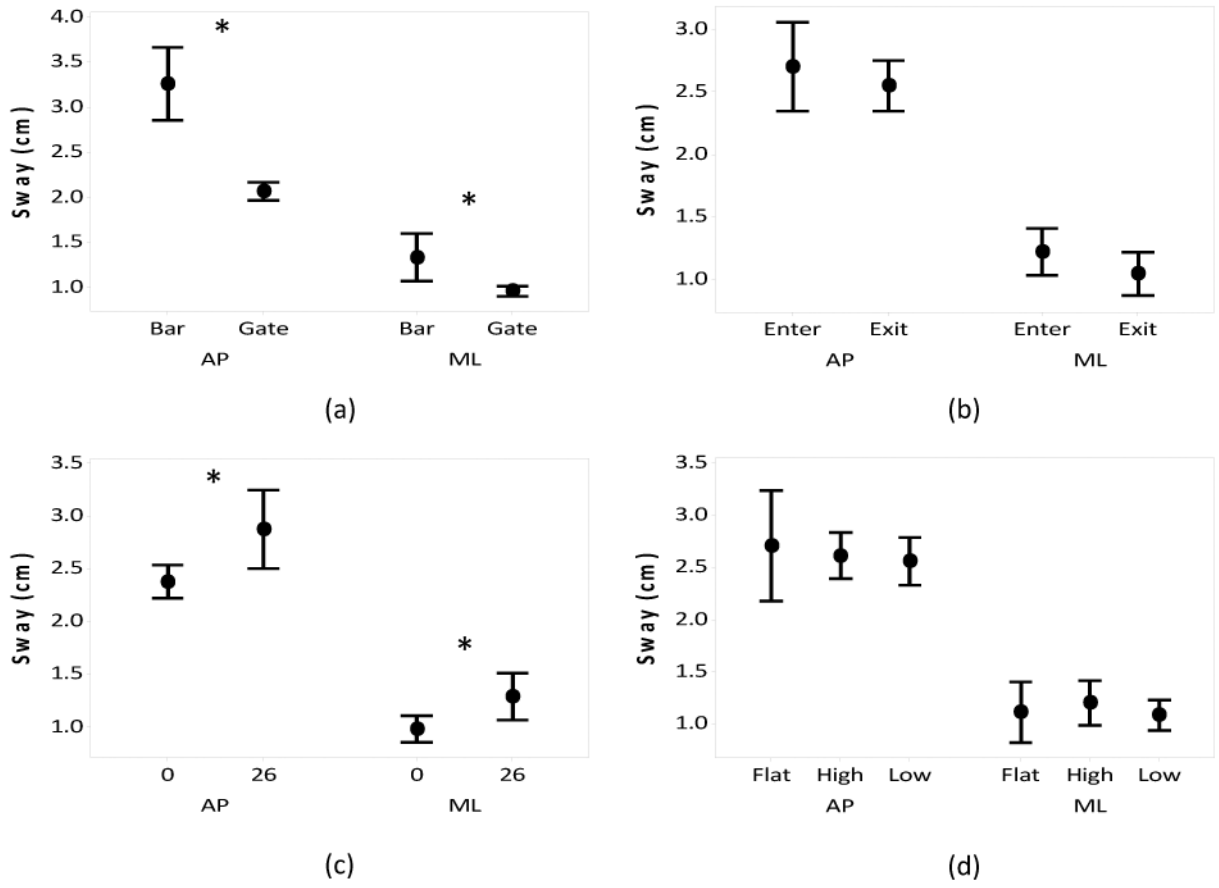 4.0
3.5
3.0
2.5
2.0
1.5
1.0
Sway (cm)
*
*
Bar Gate Bar Gate
AP ML
(a)
3.0
2.5
2.0
1.5
1.0
Sway (cm)
Enter Exit Enter Exit
AP ML
(b)
3.5
3.0
2.5
2.0
1.5
1.0
Sway (cm)
*
*
0 26 0 26
AP ML
(c)
3.5
3.0
2.5
2.0
1.5
1.0
Sway (cm)
Flat High Low Flat High Low
AP ML
(d)